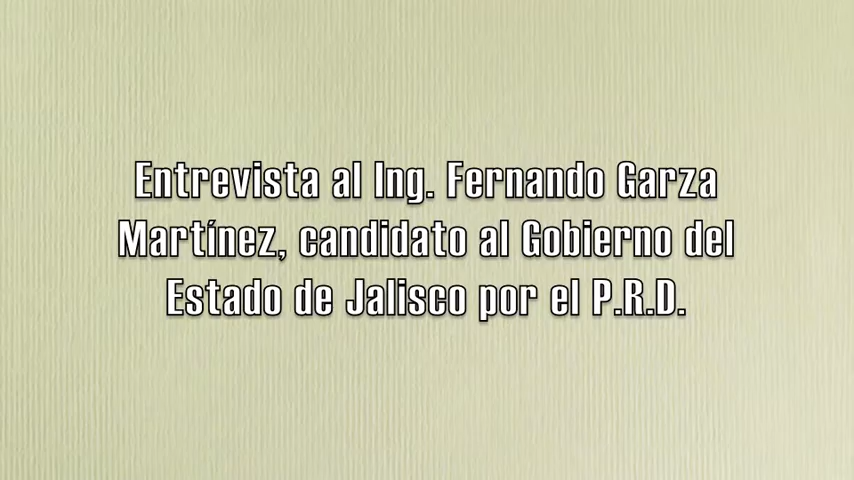 Entrevista al Ing. Fernando Garza
Martínez, candidato al Gobierno del
Estado de Jalisco por el P.R.D.